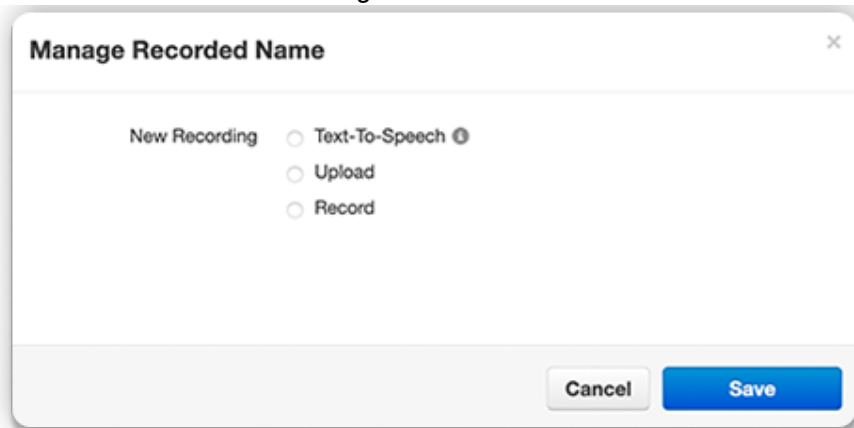 Manage Recorded Name
New Recording
Text-To-Speech
Upload
Record
Cancel
Save